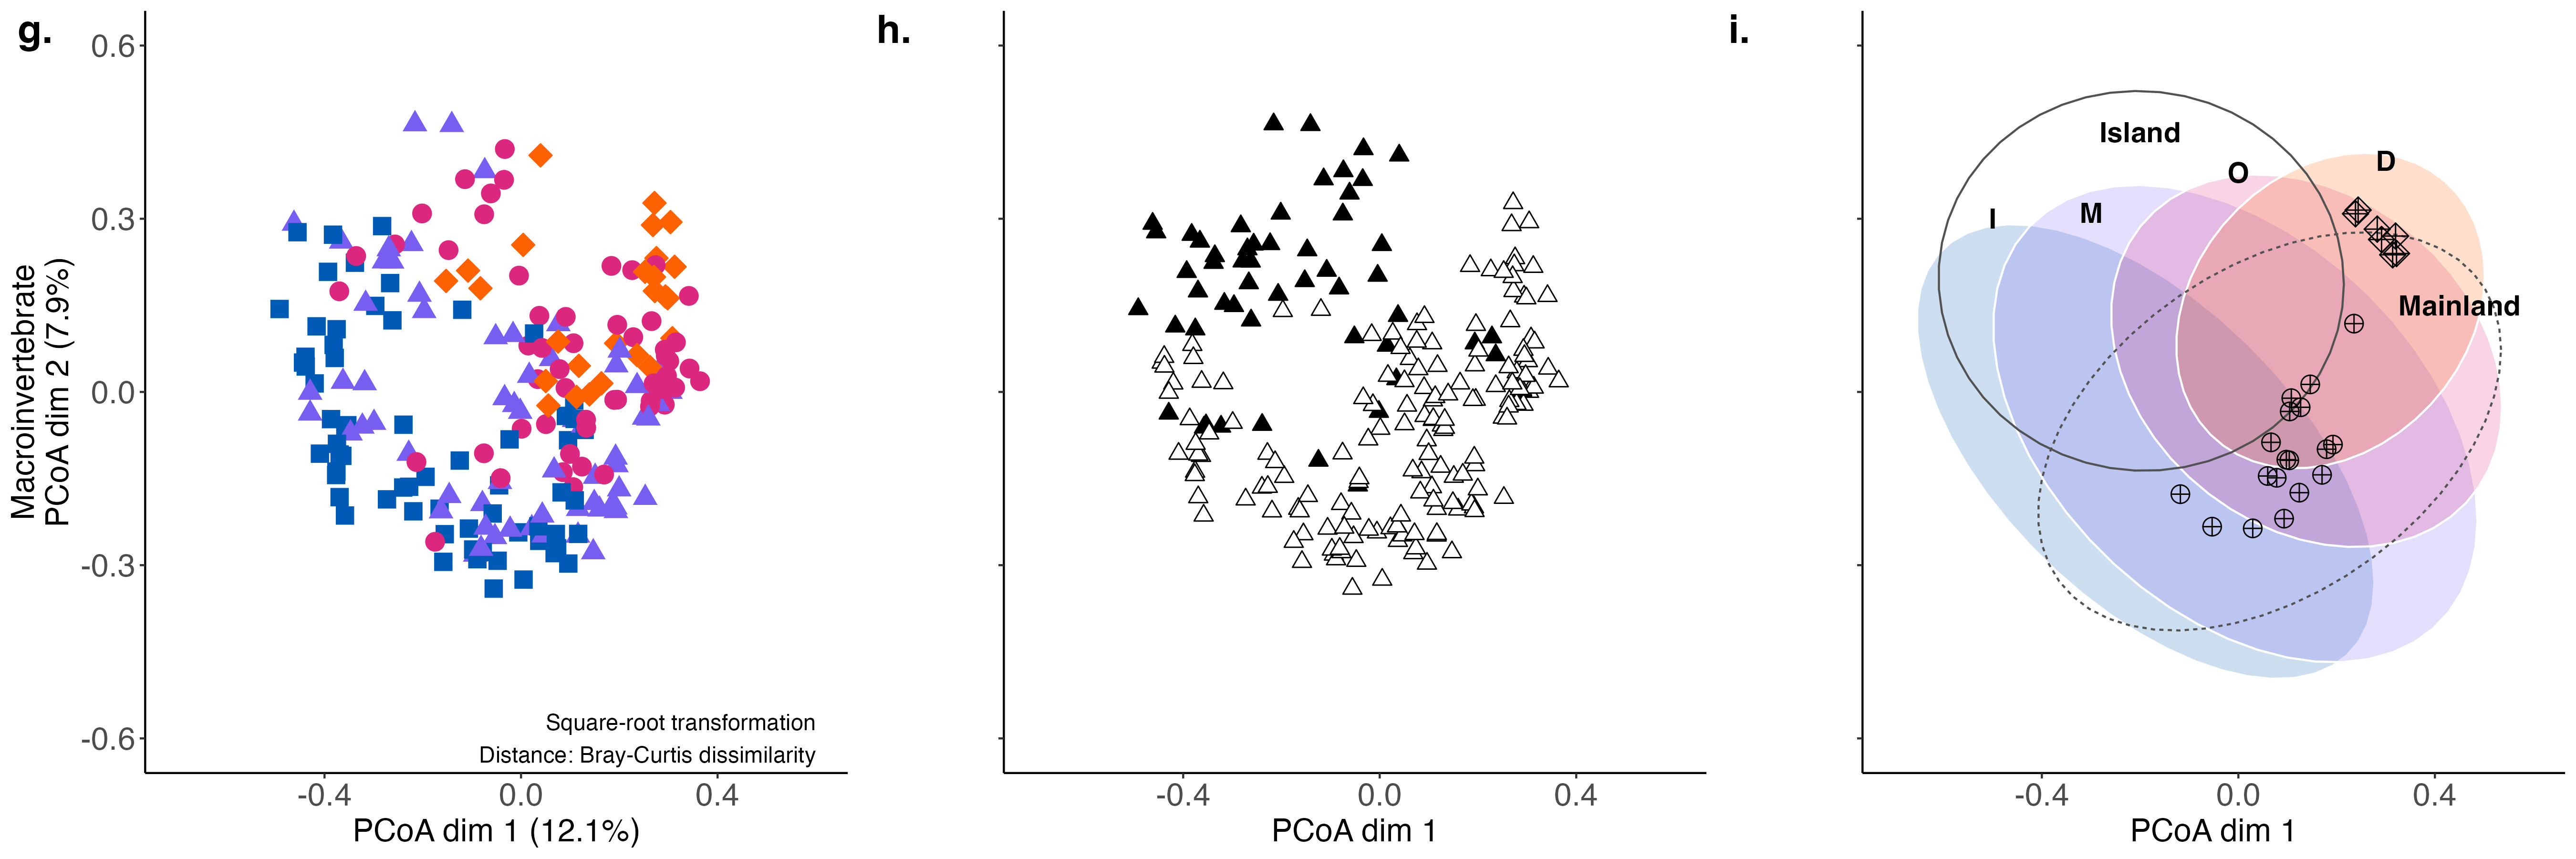 g.
Macroinvertebrate
PCoA dim 2 (7.9%)
0.6
0.3
0.0
-0.3
-0.6
Square-root transformation
Distance: Bray-Curtis dissimilarity
-0.4 0.0 0.4
PCoA dim 1 (12.1%)
h.
-0.4 0.0 0.4
PCoA dim 1
i.
Island
D
O
M
I
Mainland
-0.4 0.0 0.4
PCoA dim 1